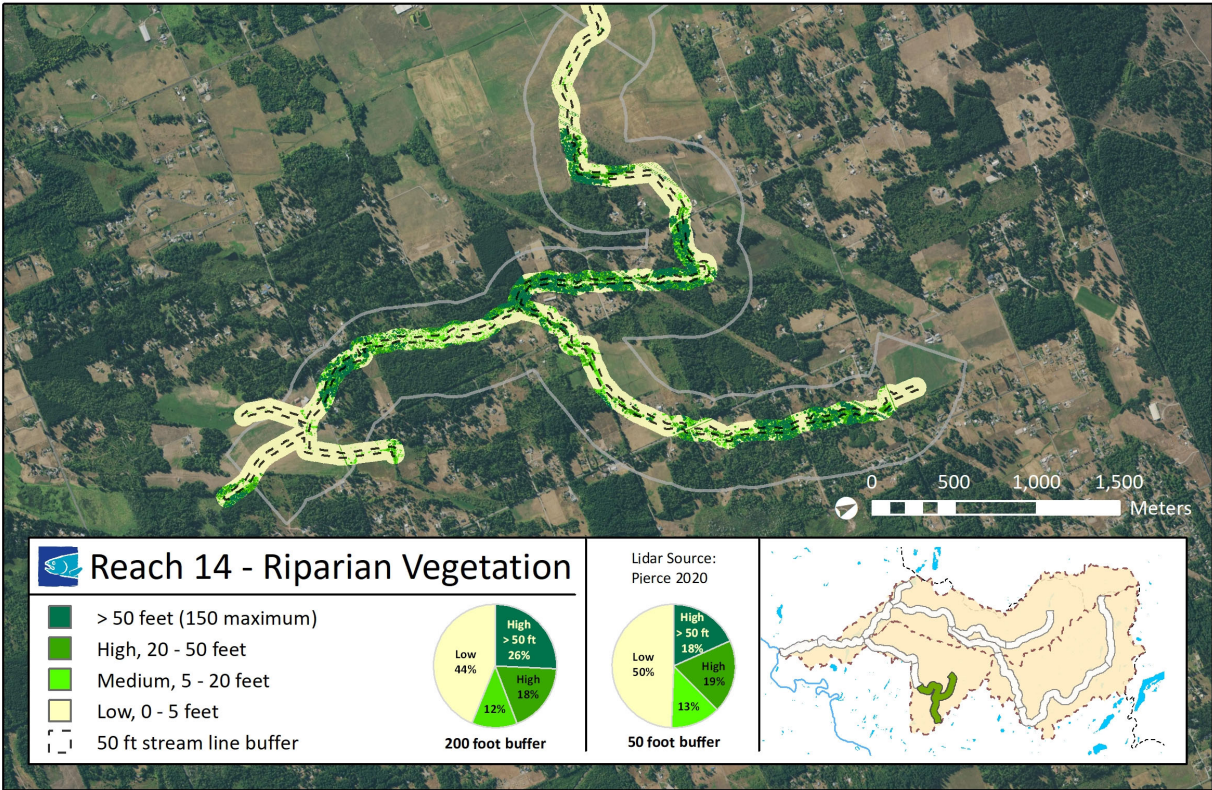 0 500 1,000 1,500
Meters
Reach 14 - Riparian Vegetation
> 50 feet (150 maximum)
High, 20 - 50 feet
Medium, 5 - 20 feet
Low, 0 - 5 feet
50 ft stream line buffer
Low
44%
High
> 50 ft
26%
High
18%
12%
200 foot buffer
Lidar Source:
Pierce 2020
Low
50%
High
> 50 ft
18%
High
19%
13%
50 foot buffer